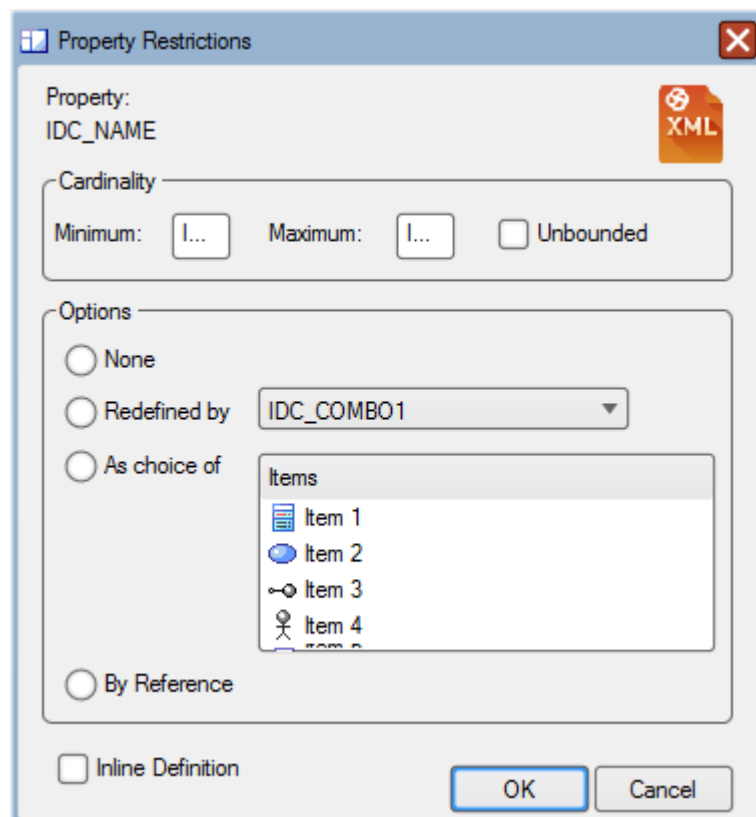 Property Restrictions
Property:
IDC_NAME
XML
Cardinality
Minimum: I... Maximum: I... Unbounded
Options
None
Redefined by IDC_COMBO1
As choice of
Items
Item 1
Item 2
Item 3
Item 4
By Reference
Inline Definition
OK Cancel